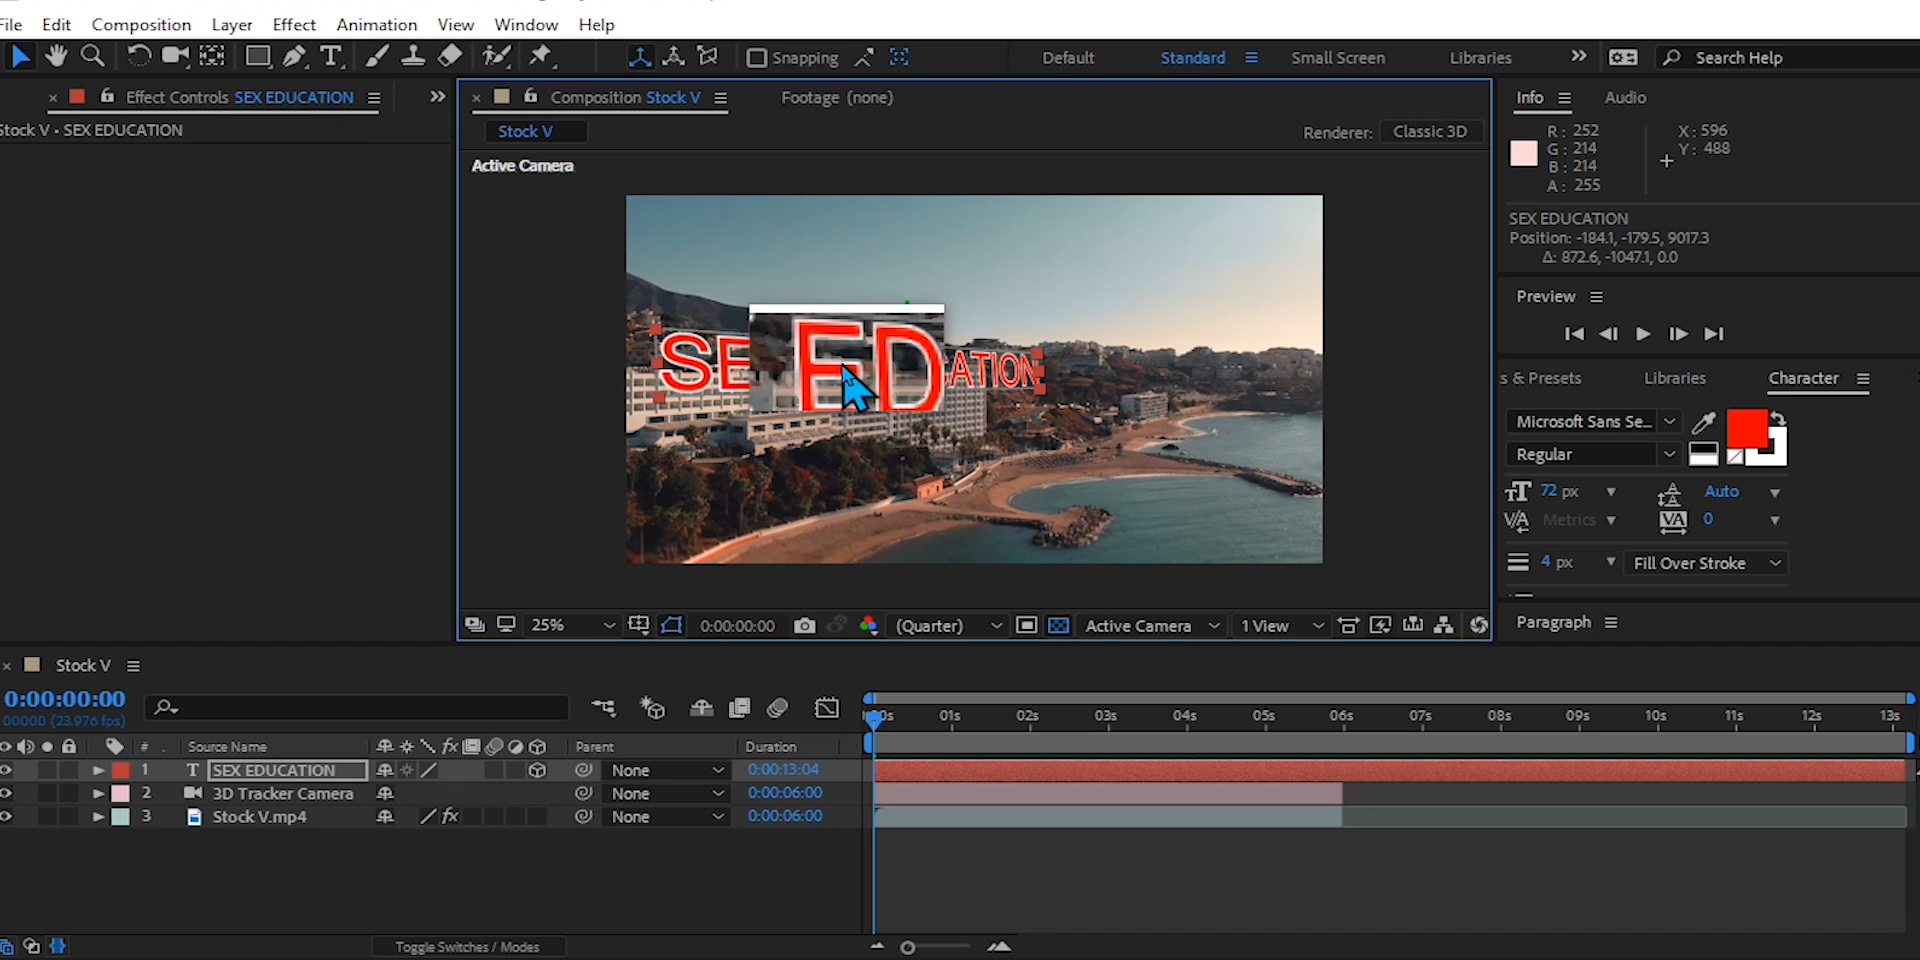 File Edit Composition Layer Effect Animation View Window Help
Snapping Default Standard Small Screen Libraries Search Help
Effect Controls SEX EDUCATION
Stock V • SEX EDUCATION
Composition Stock V
Footage (none)
Stock V
Renderer: Classic 3D
Active Camera
SE
ED
CATION
25% 0:00:00:00 (Quarter) Active Camera 1 View
Info Audio
R: 252 X: 596
G: 214 Y: 488
B: 214
A: 255
SEX EDUCATION
Position: -184.1, -179.5, 9017.3
Δ: 872.6, -1047.1, 0.0
Preview
s & Presets Libraries Character
Microsoft Sans Se...
Regular
72 px Auto
Metrics 0
4 px Fill Over Stroke
Paragraph
Stock V
0:00:00:00
00000 (23.976 fps)
00s 01s 02s 03s 04s 05s 06s 07s 08s 09s 10s 11s 12s 13s
# Source Name fx Parent Duration
1 T SEX EDUCATION None 0:00:13:04
2 3D Tracker Camera None 0:00:06:00
3 Stock V.mp4 fx None 0:00:06:00
Toggle Switches / Modes